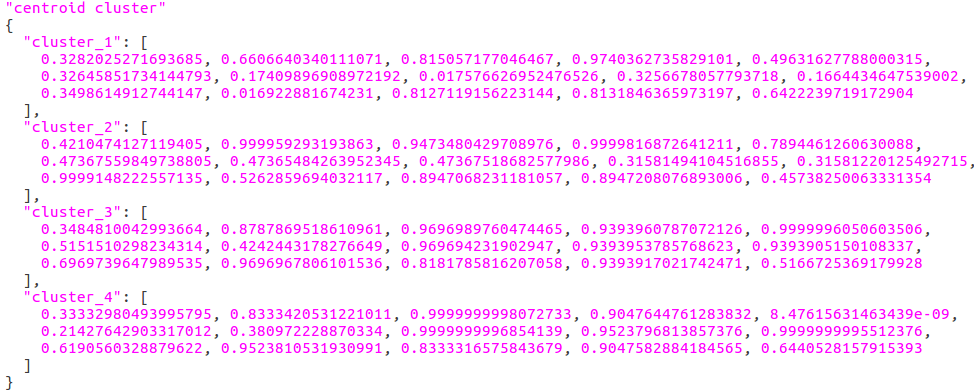 "centroid cluster"
{
  "cluster_1": [
    0.3282025271693685, 0.6606640340111071, 0.815057177046467, 0.9740362735829101, 0.49631627788000315,
    0.32645851734144793, 0.17409896908972192, 0.017576626952476526, 0.3256678057793718, 0.1664434647539002,
    0.3498614912744147, 0.016922881674231, 0.8127119156223144, 0.8131846365973197, 0.6422239719172904
  ],
  "cluster_2": [
    0.4210474127119405, 0.999959293193863, 0.9473480429708976, 0.9999816872641211, 0.7894461260630088,
    0.47367559849738805, 0.47365484263952345, 0.47367518682577986, 0.31581494104516855, 0.31581220125492715,
    0.9999148222557135, 0.5262859694032117, 0.8947068231181057, 0.8947208076893006, 0.45738250063331354
  ],
  "cluster_3": [
    0.3484810042993664, 0.8787869518610961, 0.9696989760474465, 0.9393960787072126, 0.9999996050603506,
    0.5151510298234314, 0.4242443178276649, 0.969694231902947, 0.9393953785768623, 0.9393905150108337,
    0.6969739647989535, 0.9696967806101536, 0.8181785816207058, 0.9393917021742471, 0.5166725369179928
  ],
  "cluster_4": [
    0.33332980493995795, 0.8333420531221011, 0.9999999998072733, 0.9047644761283832, 8.47615631463439e-09,
    0.21427642903317012, 0.380972228870334, 0.9999999996854139, 0.9523796813857376, 0.9999999995512376,
    0.6190560328879622, 0.9523810531930991, 0.8333316575843679, 0.9047582884184565, 0.6440528157915393
  ]
}